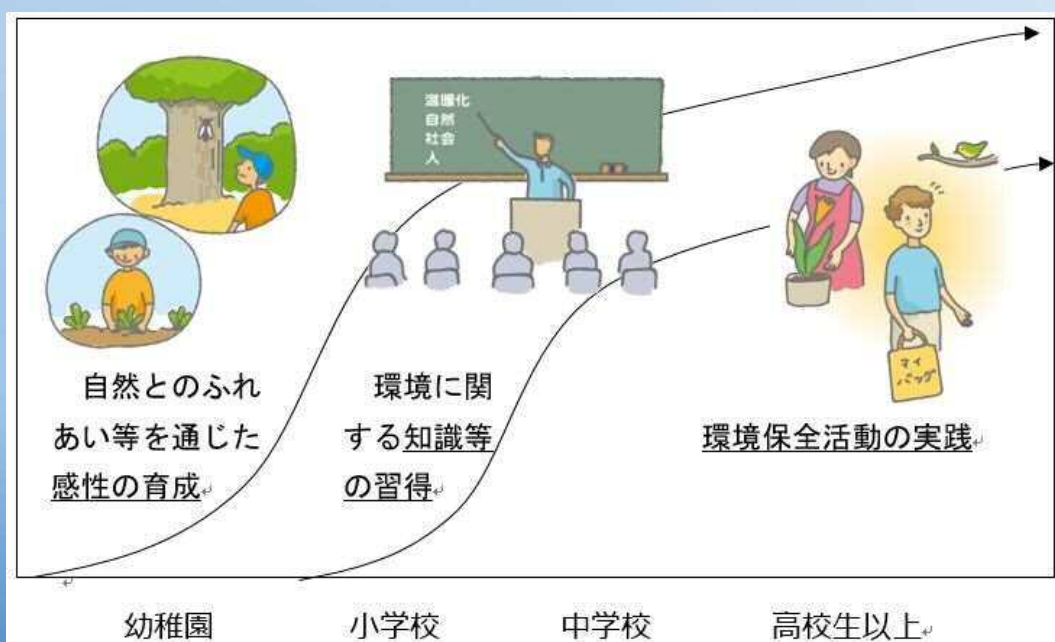 温暖化
自然
社会
人
マイ
バッグ
自然とのふれ
あい等を通じた
感性の育成
環境に関
する知識等
の習得
環境保全活動の実践
幼稚園 小学校 中学校 高校生以上